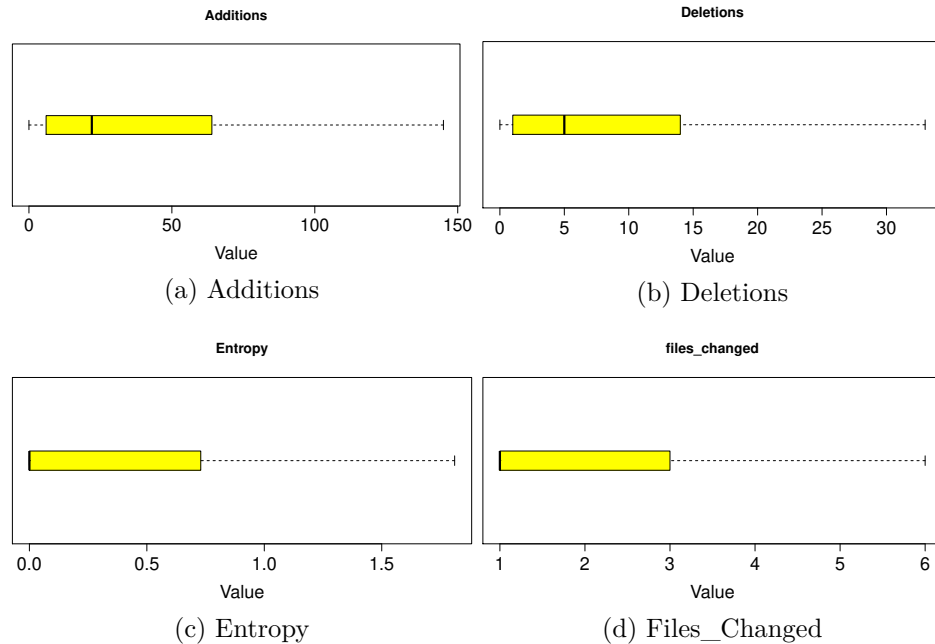 Additions
0 50 100 150
Value
(a) Additions
Deletions
0 5 10 15 20 25 30
Value
(b) Deletions
Entropy
0.0 0.5 1.0 1.5
Value
(c) Entropy
files_changed
1 2 3 4 5 6
Value
(d) Files_Changed